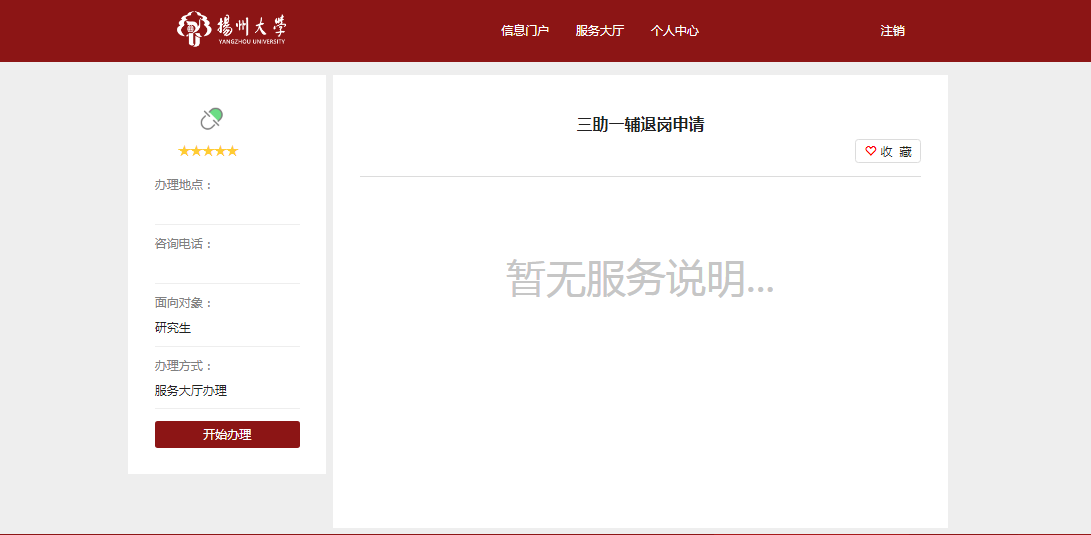 揚州大學
YANGZHOU UNIVERSITY
信息门户 服务大厅 个人中心 注销
办理地点：
咨询电话：
面向对象：
研究生
办理方式：
服务大厅办理
开始办理
三助一辅退岗申请
收 藏
暂无服务说明...